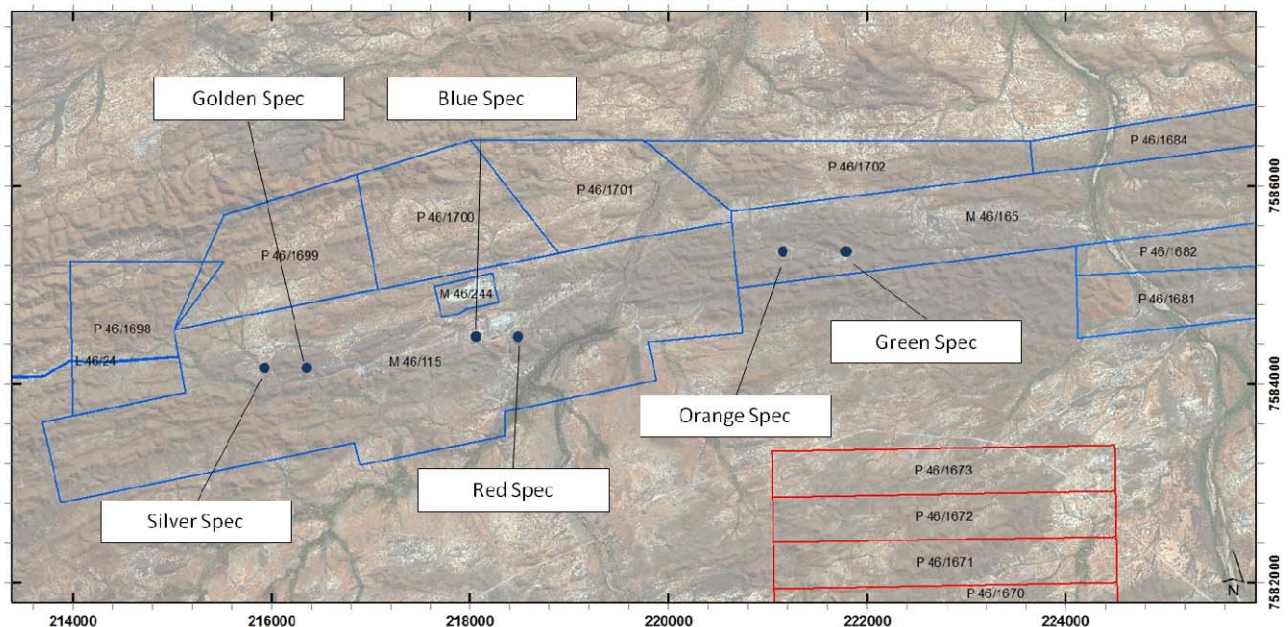 Golden Spec
Blue Spec
P 46/1684
P 46/1702
P 46/1701
7586000
P 46/1700
M 46/165
P 46/1699
P 46/1682
M 46/244
P 46/1681
P 46/1698
L 46/24
M 46/115
Green Spec
7584000
Orange Spec
P 46/1673
Red Spec
Silver Spec
P 46/1672
P 46/1671
7582000
N
P 46/1670
214000
216000
218000
220000
222000
224000